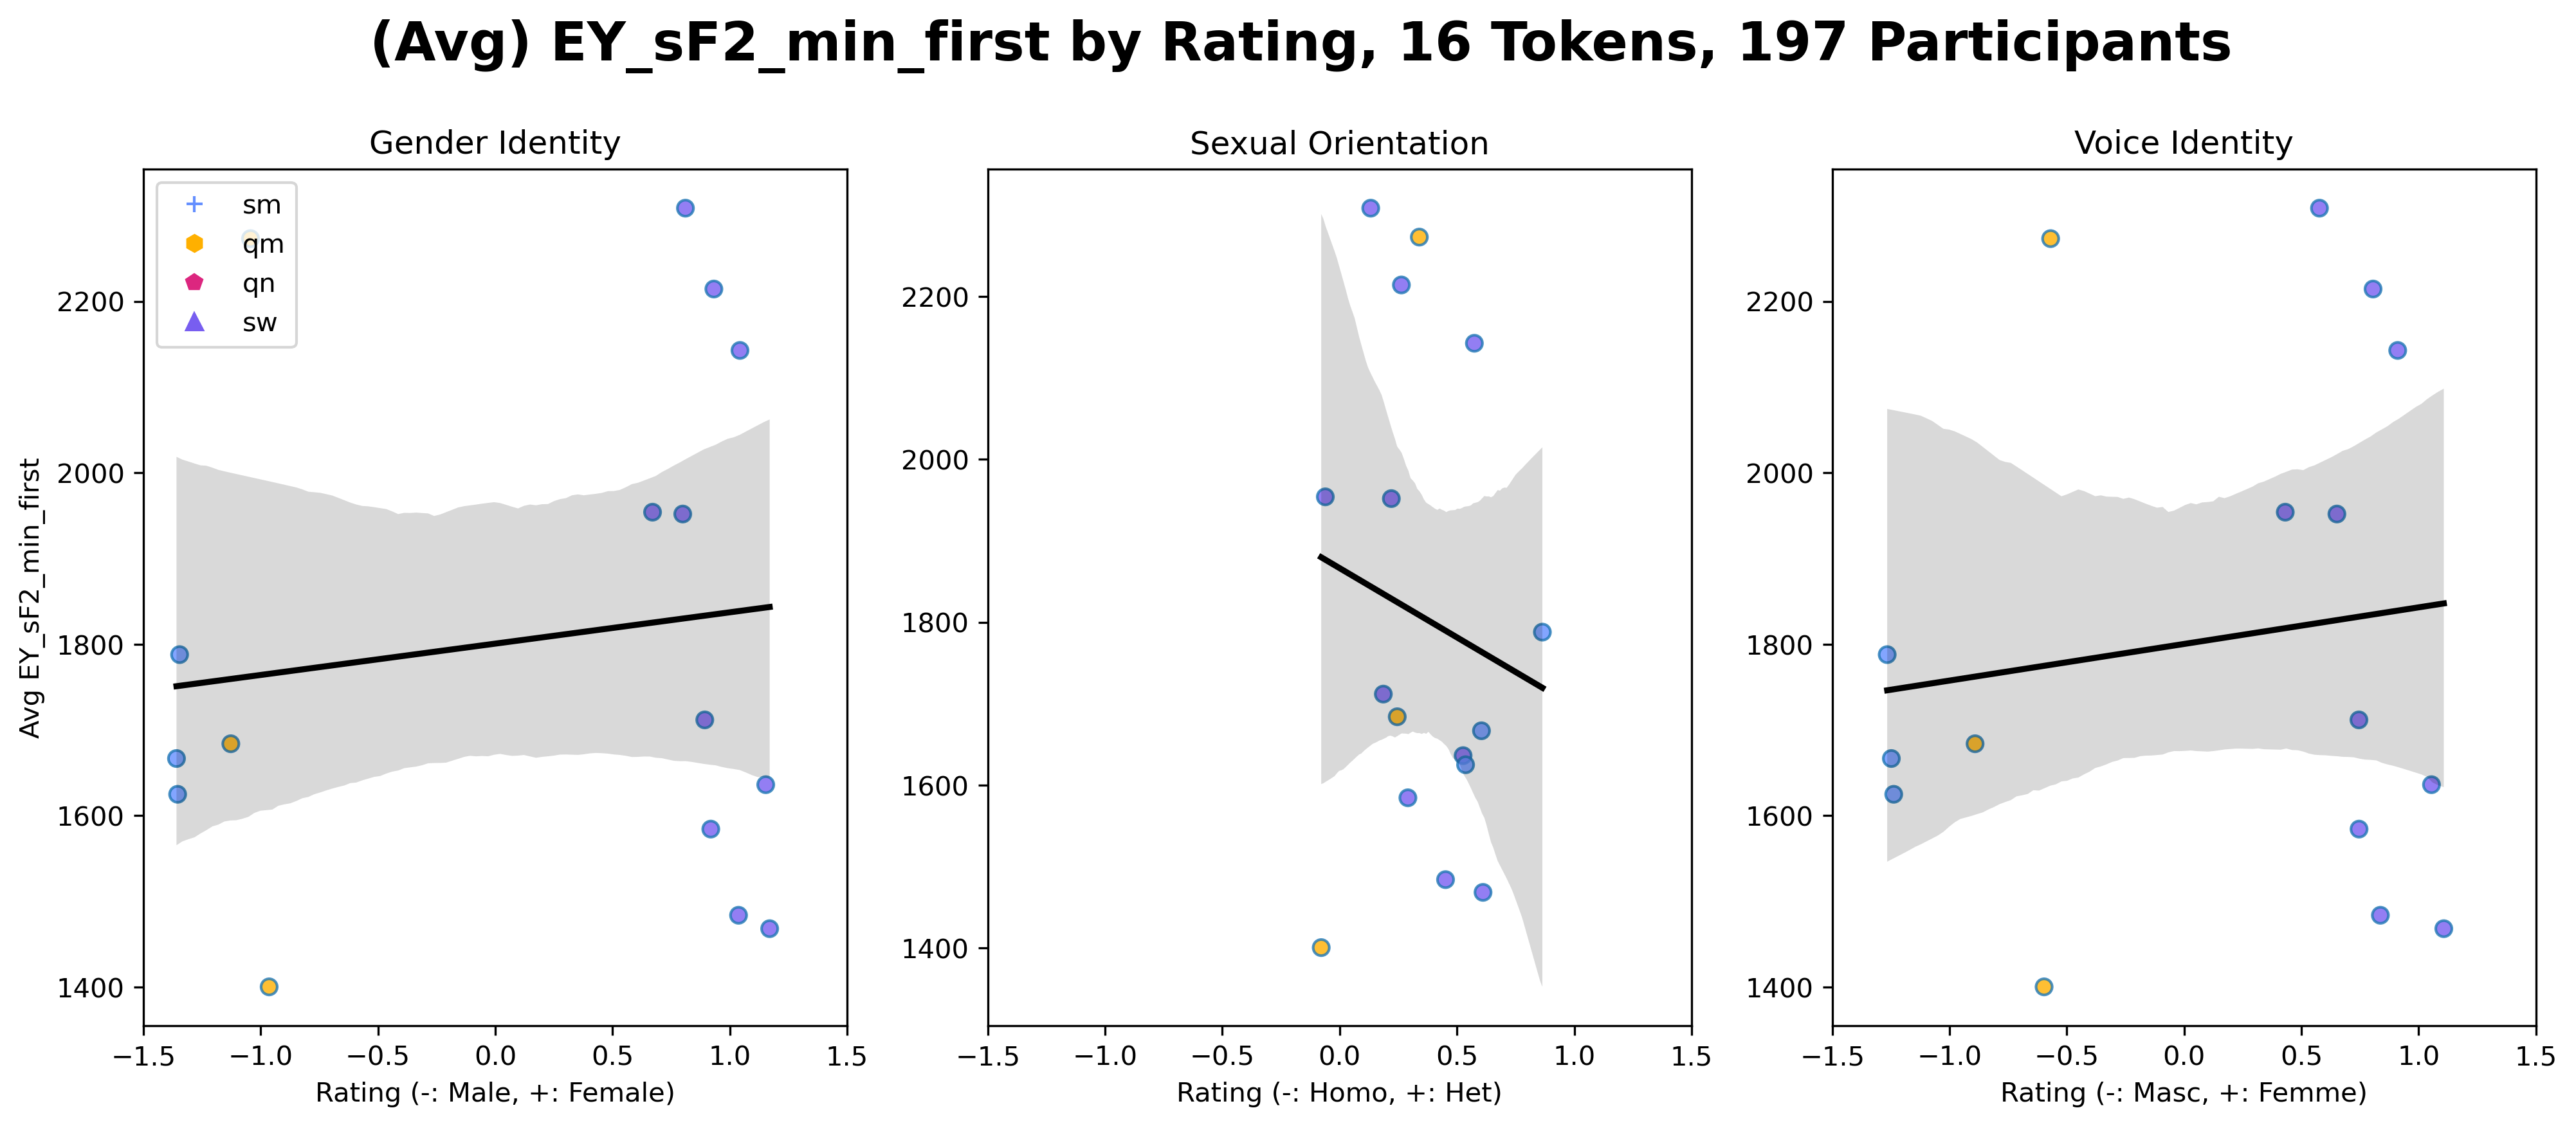 (Avg) EY_sF2_min_first by Rating, 16 Tokens, 197 Participants
Gender Identity
sm
qm
qn
sw
Avg EY_sF2_min_first
2200
2000
1800
1600
1400
−1.5 −1.0 −0.5 0.0 0.5 1.0 1.5
Rating (-: Male, +: Female)
Sexual Orientation
2200
2000
1800
1600
1400
−1.5 −1.0 −0.5 0.0 0.5 1.0 1.5
Rating (-: Homo, +: Het)
Voice Identity
2200
2000
1800
1600
1400
−1.5 −1.0 −0.5 0.0 0.5 1.0 1.5
Rating (-: Masc, +: Femme)